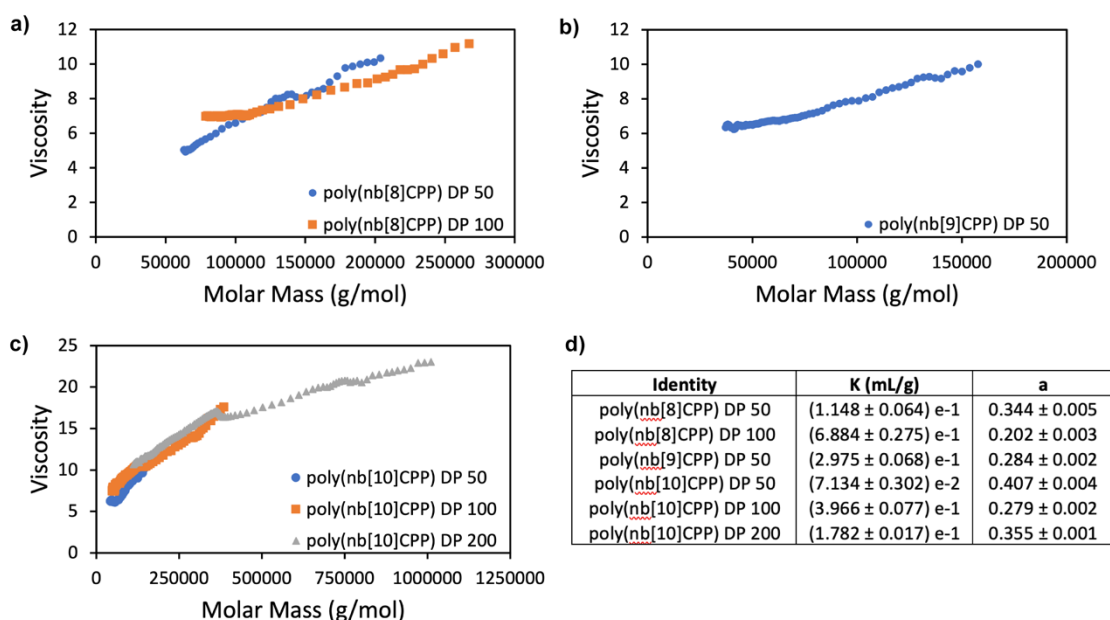 a)
12
10
8
6
4
2
0
Viscosity
poly(nb[8]CPP) DP 50
poly(nb[8]CPP) DP 100
0 50000 100000 150000 200000 250000 300000
Molar Mass (g/mol)
b)
12
10
8
6
4
2
0
Viscosity
poly(nb[9]CPP) DP 50
0 50000 100000 150000 200000
Molar Mass (g/mol)
c)
25
20
15
10
5
0
Viscosity
poly(nb[10]CPP) DP 50
poly(nb[10]CPP) DP 100
poly(nb[10]CPP) DP 200
0 250000 500000 750000 1000000 1250000
Molar Mass (g/mol)
d)
Identity K (mL/g) a
poly(nb[8]CPP) DP 50 (1.148 ± 0.064) e-1 0.344 ± 0.005
poly(nb[8]CPP) DP 100 (6.884 ± 0.275) e-1 0.202 ± 0.003
poly(nb[9]CPP) DP 50 (2.975 ± 0.068) e-1 0.284 ± 0.002
poly(nb[10]CPP) DP 50 (7.134 ± 0.302) e-2 0.407 ± 0.004
poly(nb[10]CPP) DP 100 (3.966 ± 0.077) e-1 0.279 ± 0.002
poly(nb[10]CPP) DP 200 (1.782 ± 0.017) e-1 0.355 ± 0.001